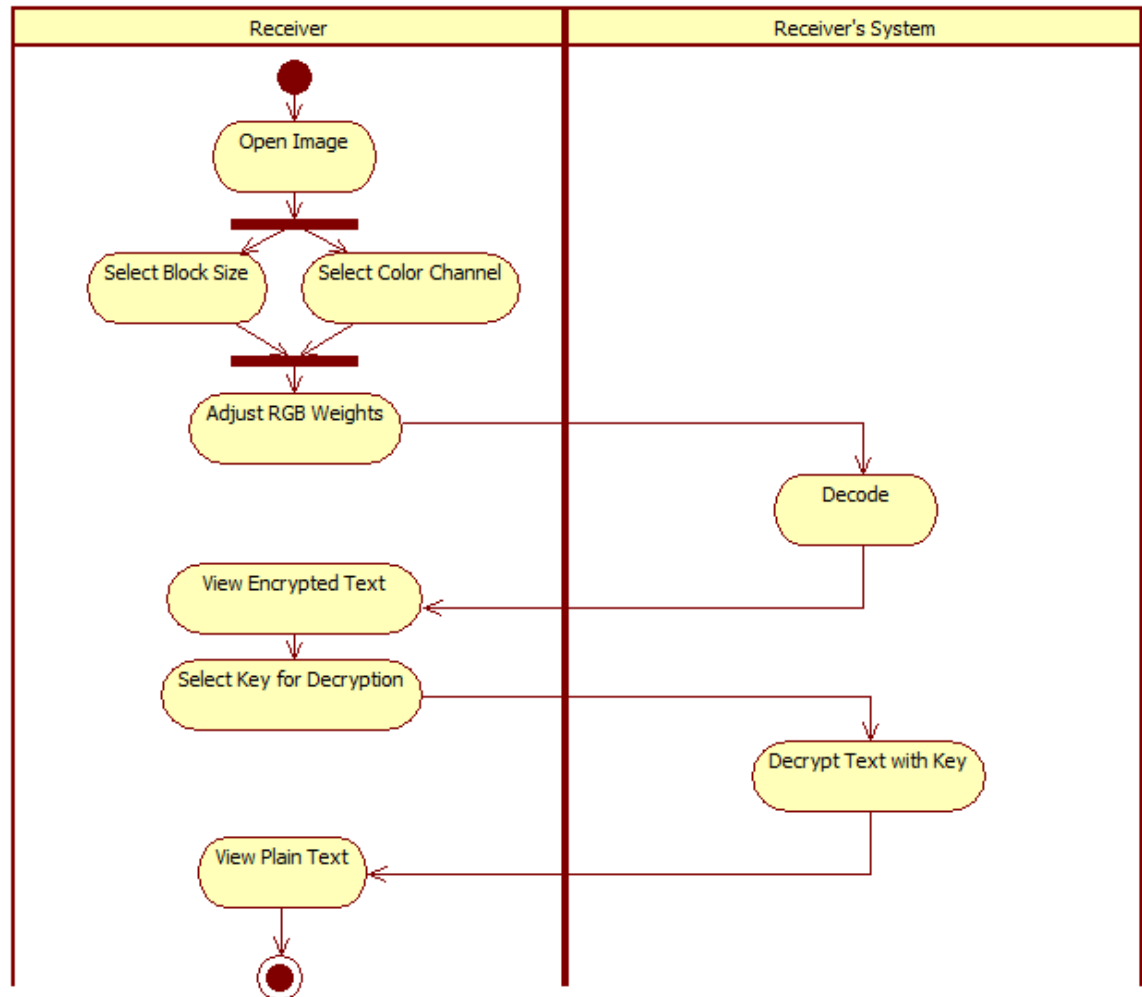 Receiver
Receiver's System
Open Image
Select Block Size
Select Color Channel
Adjust RGB Weights
Decode
View Encrypted Text
Select Key for Decryption
Decrypt Text with Key
View Plain Text